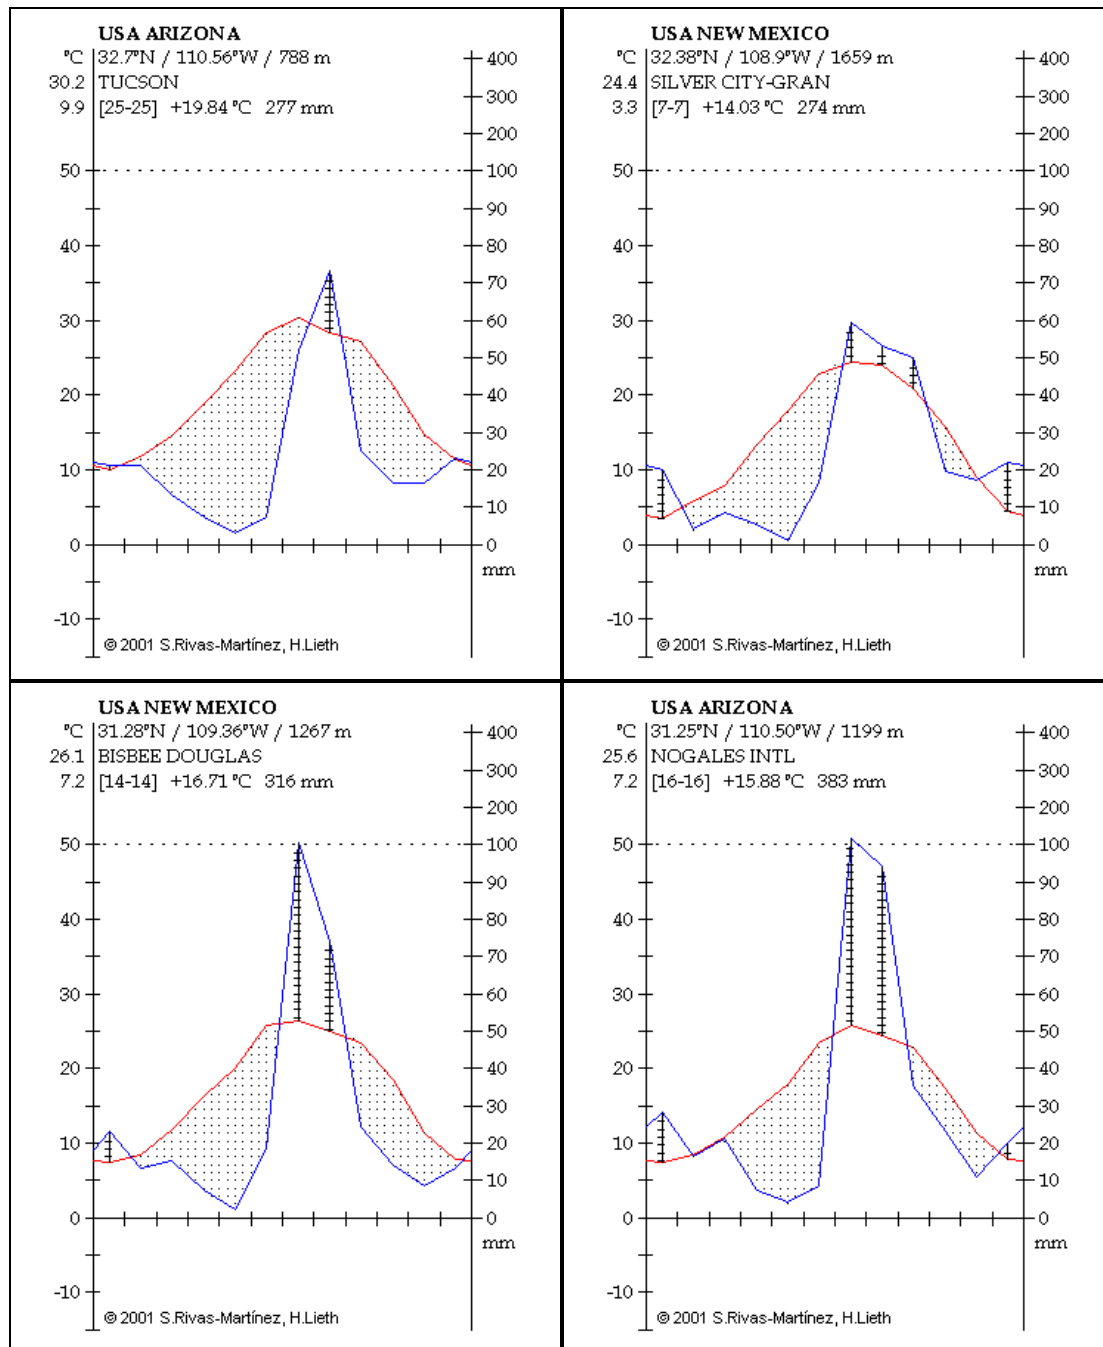 USA ARIZONA
°C 32.7°N / 110.56°W / 788 m
30.2 TUCSON
9.9 [25-25] +19.84 °C 277 mm
400
300
200
50 100
90
40 80
70
30 60
50
20 40
30
10 20
10
0 0
mm
-10
© 2001 S.Rivas-Martínez, H.Lieth
USA NEW MEXICO
°C 32.38°N / 108.9°W / 1659 m
24.4 SILVER CITY-GRAN
3.3 [7-7] +14.03 °C 274 mm
400
300
200
50 100
90
40 80
70
30 60
50
20 40
30
10 20
10
0 0
mm
-10
© 2001 S.Rivas-Martínez, H.Lieth
USA NEW MEXICO
°C 31.28°N / 109.36°W / 1267 m
26.1 BISBEE DOUGLAS
7.2 [14-14] +16.71 °C 316 mm
400
300
200
50 100
90
40 80
70
30 60
50
20 40
30
10 20
10
0 0
mm
-10
© 2001 S.Rivas-Martínez, H.Lieth
USA ARIZONA
°C 31.25°N / 110.50°W / 1199 m
25.6 NOGALES INTL
7.2 [16-16] +15.88 °C 383 mm
400
300
200
50 100
90
40 80
70
30 60
50
20 40
30
10 20
10
0 0
mm
-10
© 2001 S.Rivas-Martínez, H.Lieth